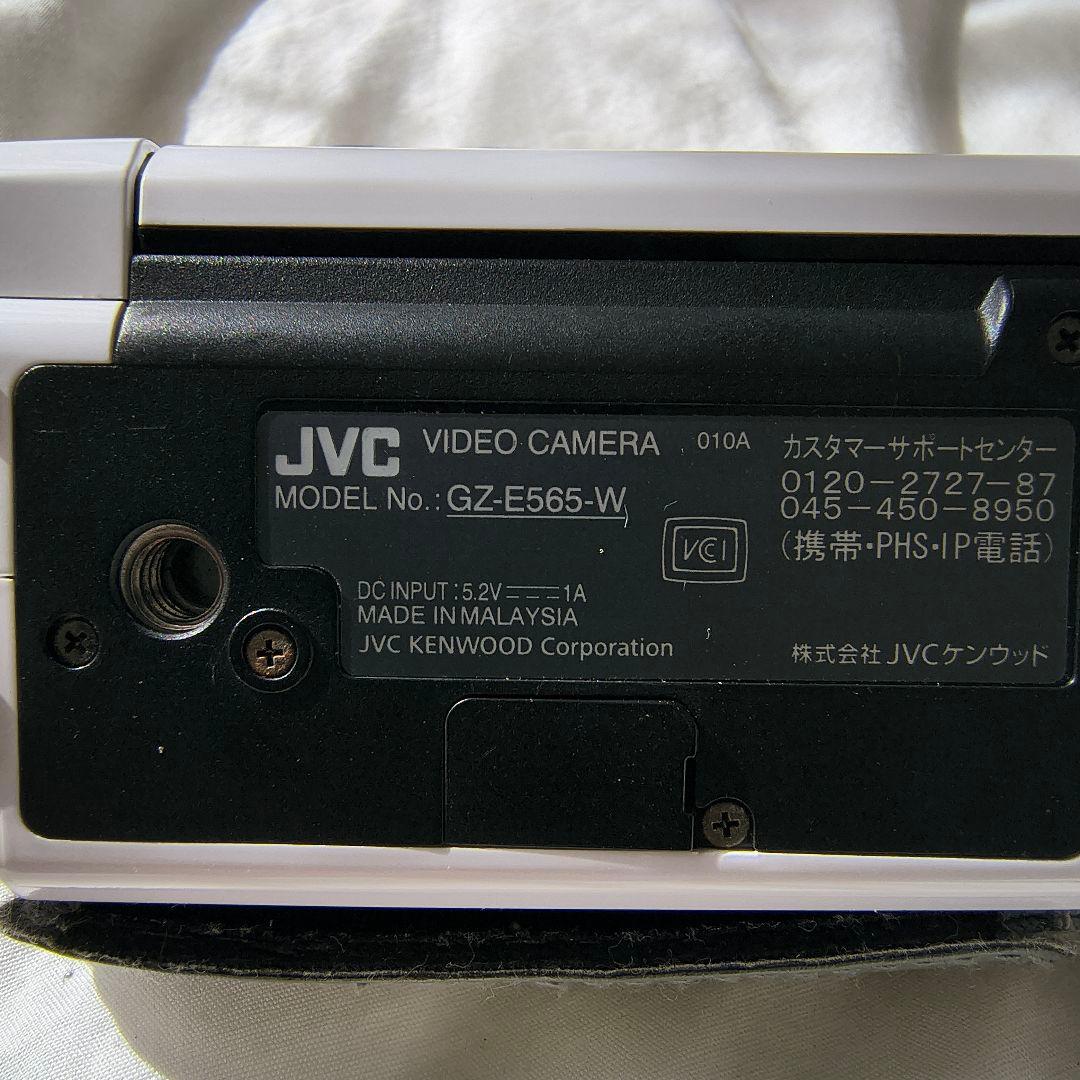 JVC VIDEO CAMERA 010A
MODEL No.: GZ-E565-W
カスタマーサポートセンター
0120-2727-87
045-450-8950
(携帯・PHS・IP電話)
VCCI
DC INPUT : 5.2V ⎓ 1A
MADE IN MALAYSIA
JVC KENWOOD Corporation
株式会社 JVCケンウッド